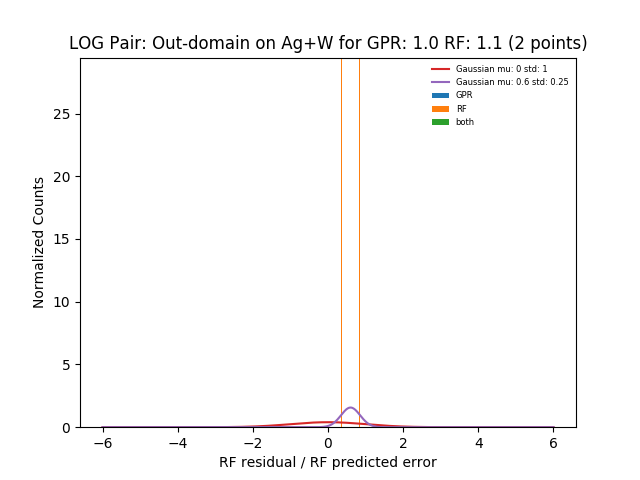 LOG Pair: Out-domain on Ag+W for GPR: 1.0 RF: 1.1 (2 points)
Gaussian mu: 0 std: 1
Gaussian mu: 0.6 std: 0.25
GPR
RF
both
25
20
15
10
5
0
Normalized Counts
−6 −4 −2 0 2 4 6
RF residual / RF predicted error